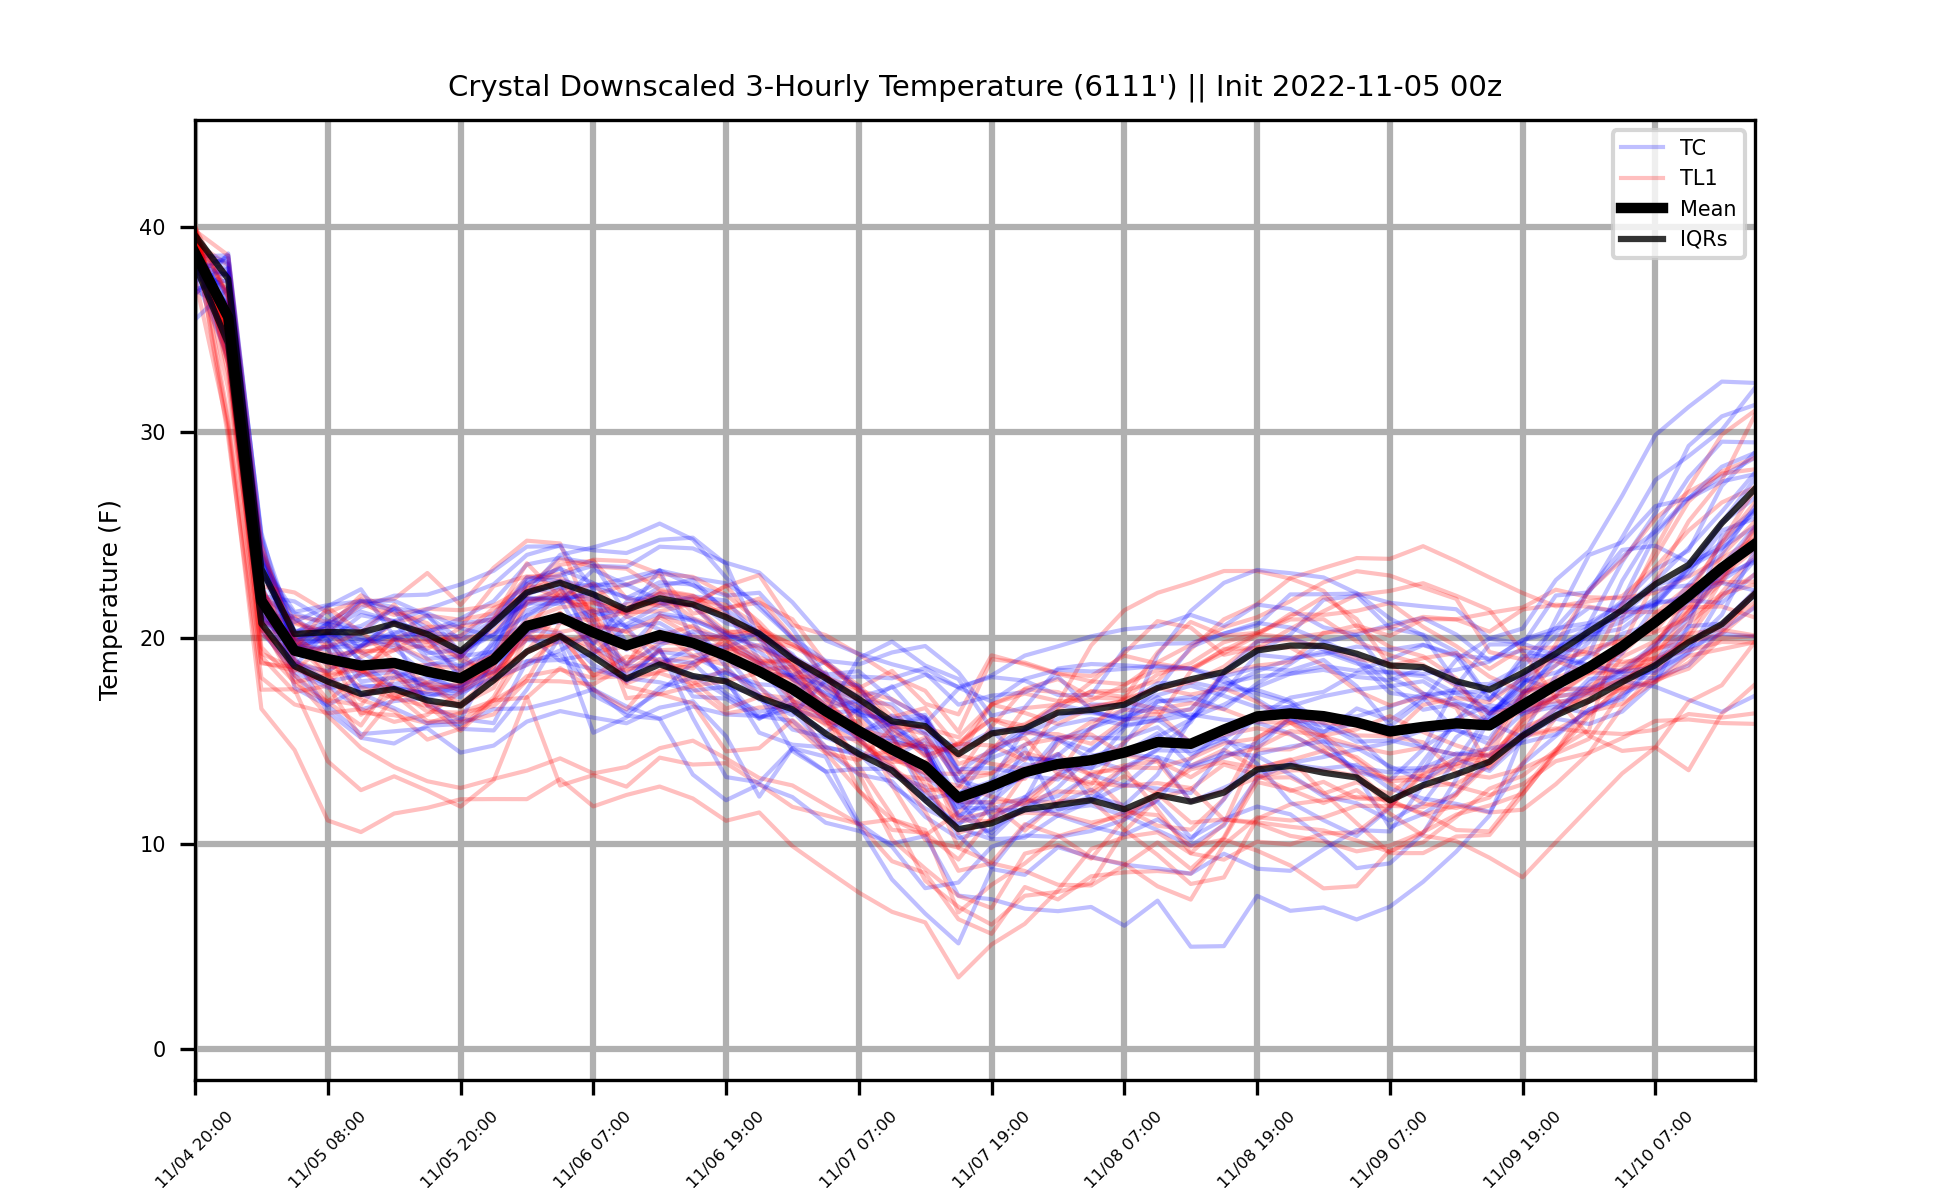 Crystal Downscaled 3-Hourly Temperature (6111') || Init 2022-11-05 00z
TC
TL1
Mean
IQRs
Temperature (F)
40
30
20
10
0
11/04 20:00
11/05 08:00
11/05 20:00
11/06 07:00
11/06 19:00
11/07 07:00
11/07 19:00
11/08 07:00
11/08 19:00
11/09 07:00
11/09 19:00
11/10 07:00